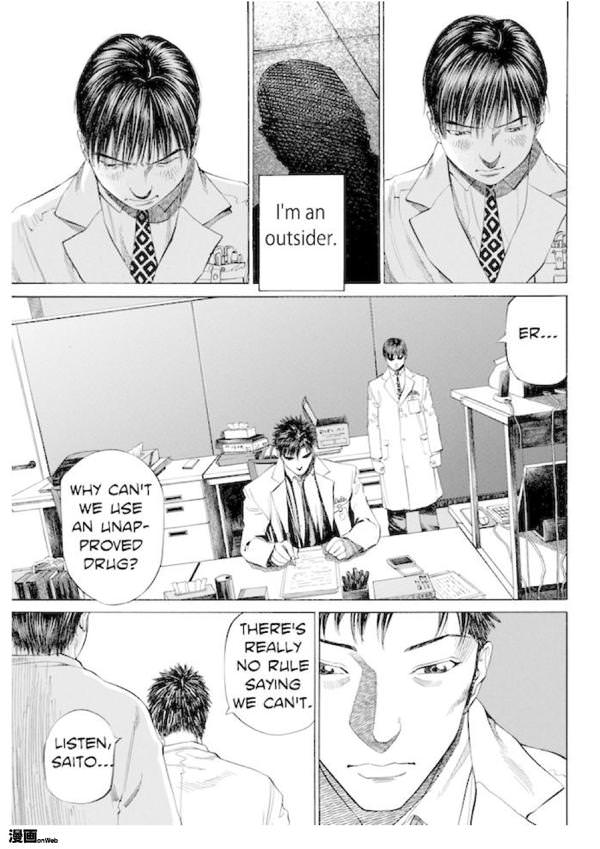 I'm an
outsider.
ER...
WHY CAN'T
WE USE
AN UNAP-
PROVED
DRUG?
THERE'S
REALLY
NO RULE
SAYING
WE CAN'T.
LISTEN,
SAITO...
漫画onWeb